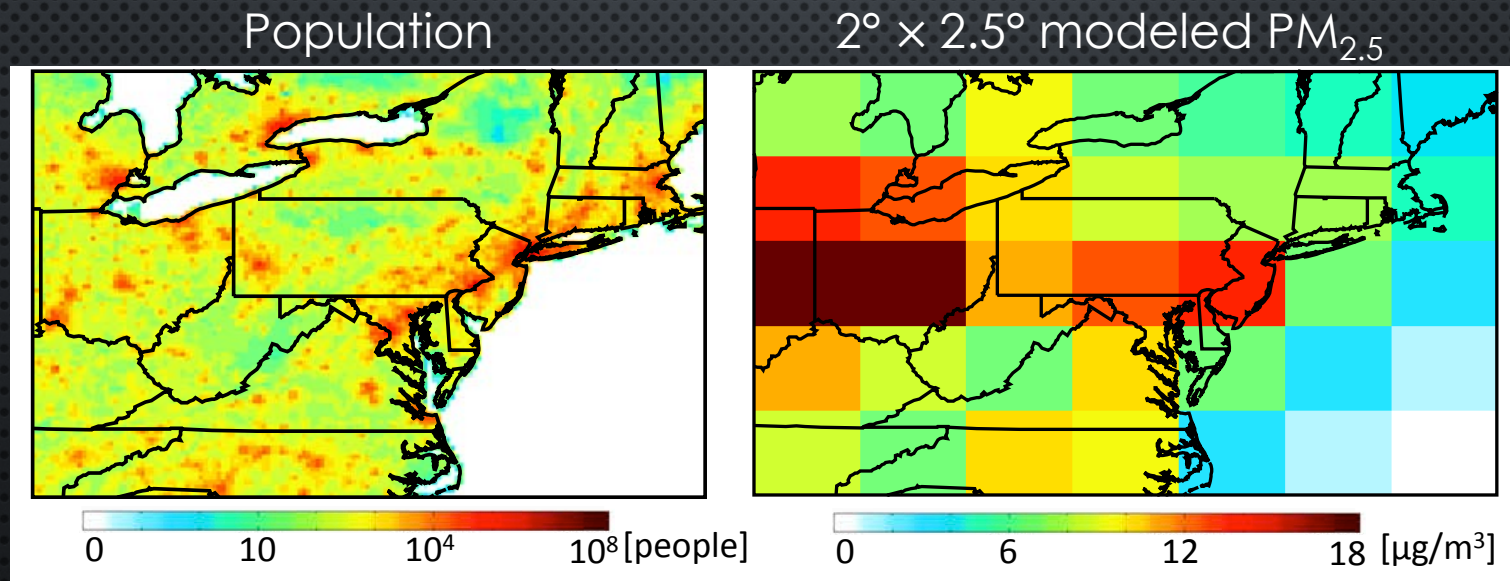 Population
2° × 2.5° modeled PM₂.₅
0 10 10⁴ 10⁸ [people]
0 6 12 18 [µg/m³]